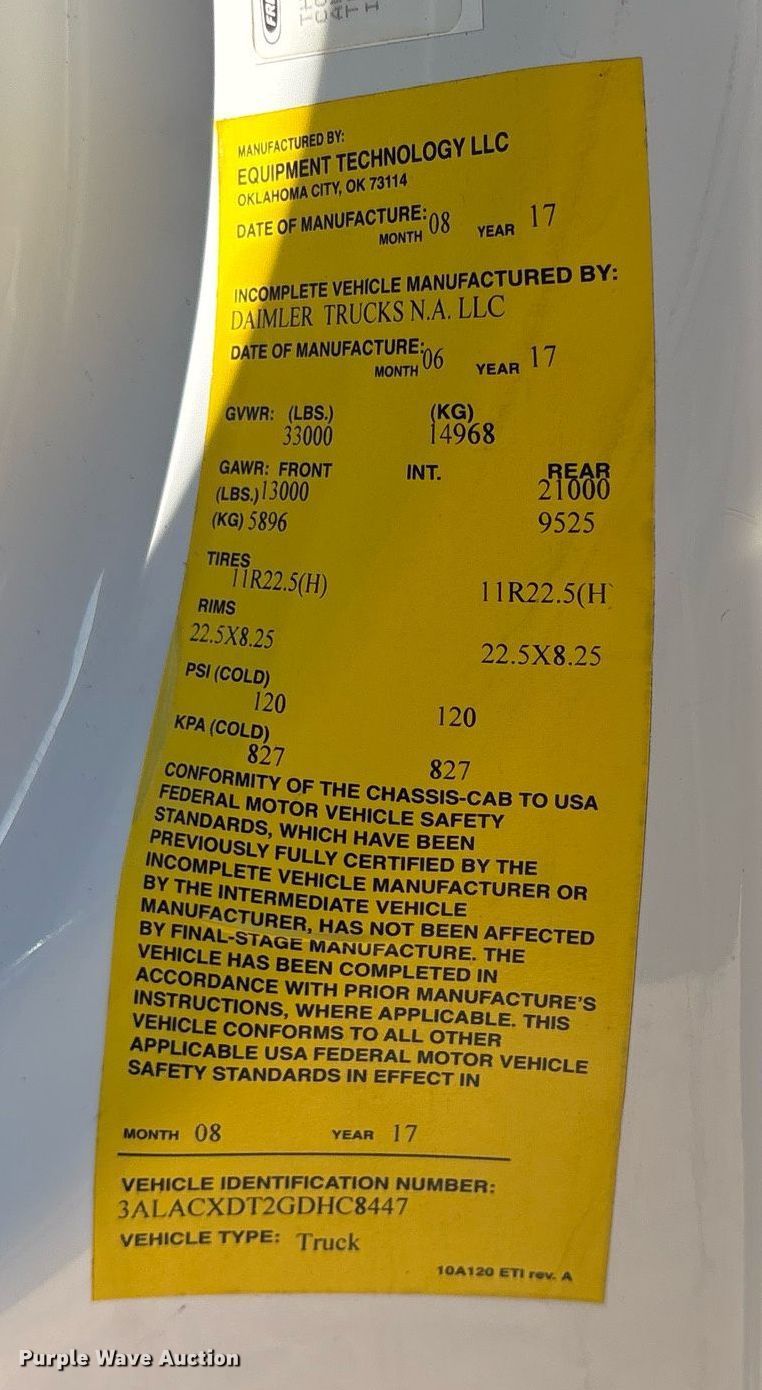 MANUFACTURED BY:
EQUIPMENT TECHNOLOGY LLC
OKLAHOMA CITY, OK 73114
DATE OF MANUFACTURE: MONTH 08 YEAR 17
INCOMPLETE VEHICLE MANUFACTURED BY:
DAIMLER TRUCKS N.A. LLC
DATE OF MANUFACTURE: MONTH 06 YEAR 17
GVWR: (LBS.) (KG)
33000 14968
GAWR: FRONT INT. REAR
(LBS.) 13000 21000
(KG) 5896 9525
TIRES
11R22.5(H) 11R22.5(H
RIMS
22.5X8.25 22.5X8.25
PSI (COLD)
120 120
KPA (COLD)
827 827
CONFORMITY OF THE CHASSIS-CAB TO USA
FEDERAL MOTOR VEHICLE SAFETY
STANDARDS, WHICH HAVE BEEN
PREVIOUSLY FULLY CERTIFIED BY THE
INCOMPLETE VEHICLE MANUFACTURER OR
BY THE INTERMEDIATE VEHICLE
MANUFACTURER, HAS NOT BEEN AFFECTED
BY FINAL-STAGE MANUFACTURE. THE
VEHICLE HAS BEEN COMPLETED IN
ACCORDANCE WITH PRIOR MANUFACTURE'S
INSTRUCTIONS, WHERE APPLICABLE. THIS
VEHICLE CONFORMS TO ALL OTHER
APPLICABLE USA FEDERAL MOTOR VEHICLE
SAFETY STANDARDS IN EFFECT IN
MONTH 08 YEAR 17
VEHICLE IDENTIFICATION NUMBER:
3ALACXDT2GDHC8447
VEHICLE TYPE: Truck
10A120 ETI rev. A
Purple Wave Auction